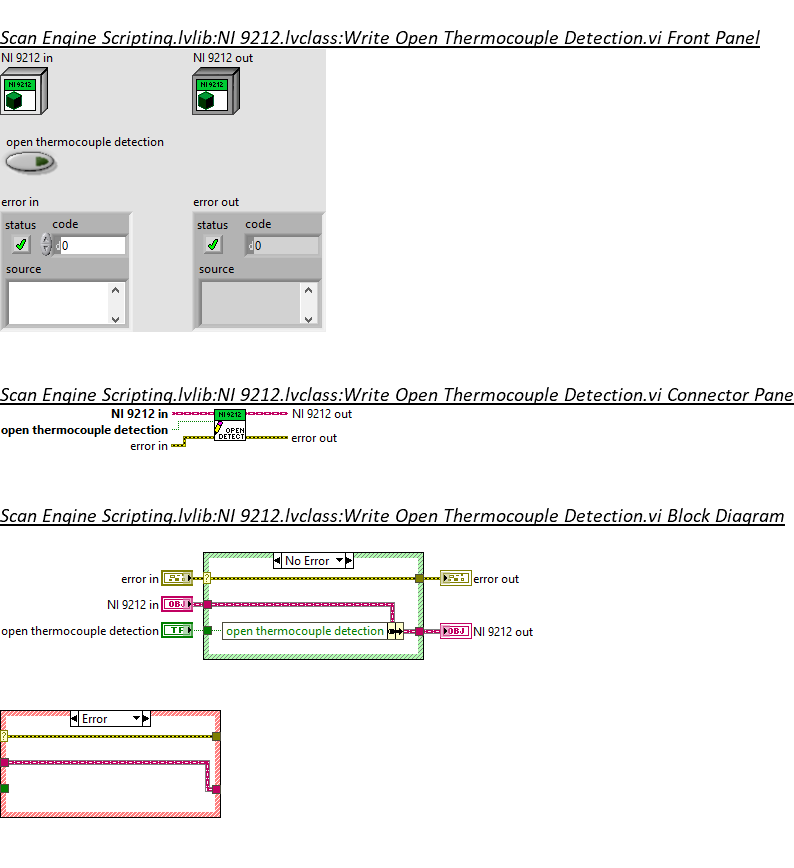 Scan Engine Scripting.lvlib:NI 9212.lvclass:Write Open Thermocouple Detection.vi Front Panel
NI 9212 in
NI 9212 out
NI 9212
NI 9212
open thermocouple detection
error in
error out
status
code
status
code
d
0
d
0
source
source
Scan Engine Scripting.lvlib:NI 9212.lvclass:Write Open Thermocouple Detection.vi Connector Pane
NI 9212 in
NI 9212
NI 9212 out
open thermocouple detection
OPEN
DETECT
error in
error out
Scan Engine Scripting.lvlib:NI 9212.lvclass:Write Open Thermocouple Detection.vi Block Diagram
No Error
error in
?
error out
NI 9212 in
OBJ
open thermocouple detection
TF
open thermocouple detection
OBJ
NI 9212 out
Error
?